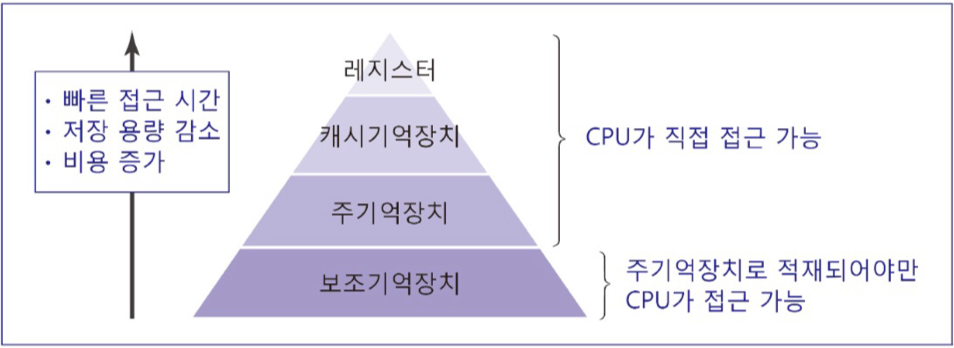 • 빠른 접근 시간
• 저장 용량 감소
• 비용 증가
레지스터
캐시기억장치
주기억장치
보조기억장치
CPU가 직접 접근 가능
주기억장치로 적재되어야만
CPU가 접근 가능